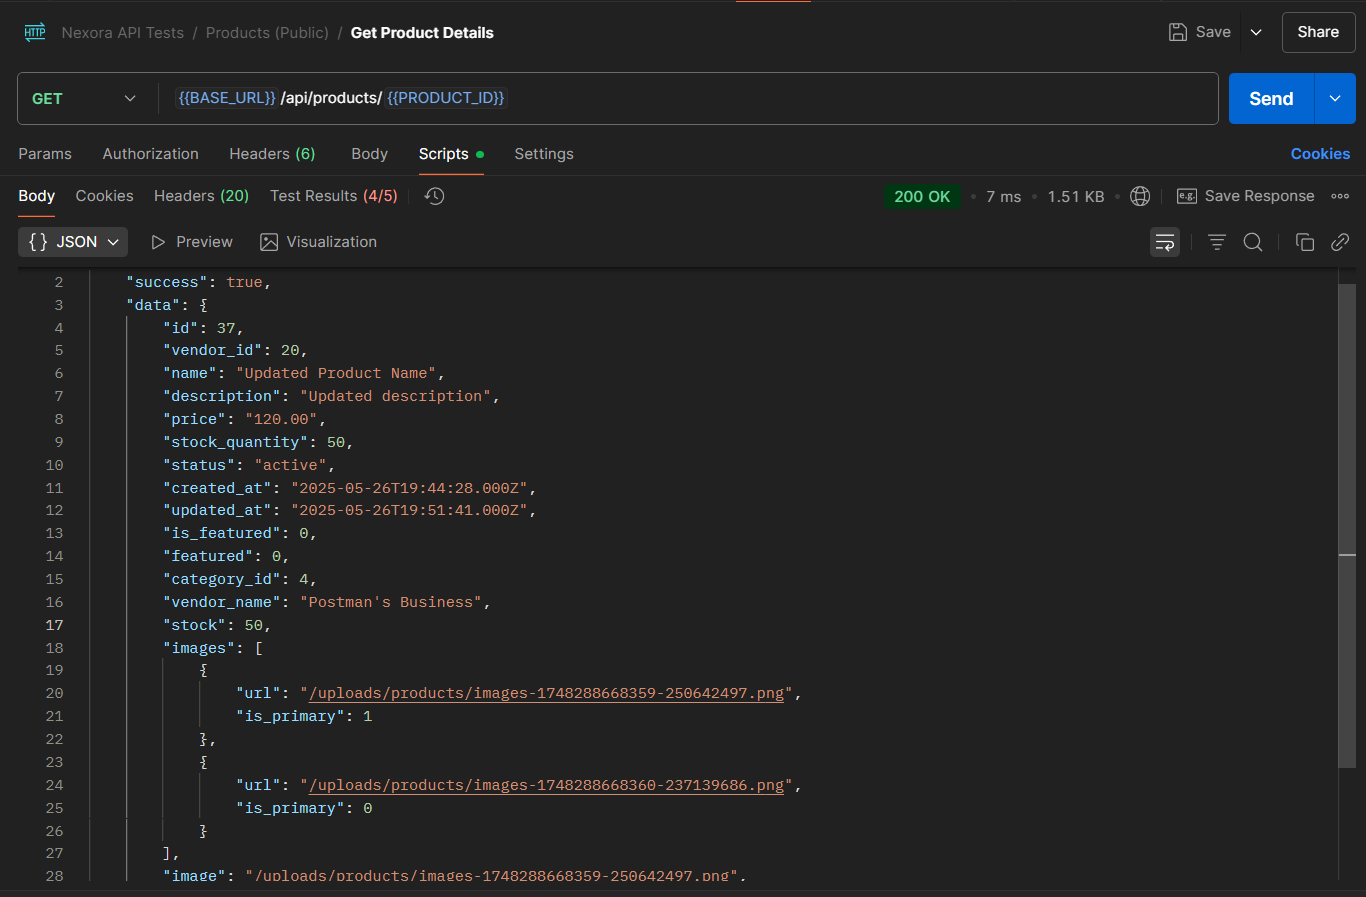 HTTP Nexora API Tests / Products (Public) / Get Product Details Save Share
GET {{BASE_URL}} /api/products/ {{PRODUCT_ID}} Send
Params Authorization Headers (6) Body Scripts Settings Cookies
Body Cookies Headers (20) Test Results (4/5) 200 OK • 7 ms • 1.51 KB • e.g. Save Response
{} JSON Preview Visualization
2 "success": true,
3 "data": {
4 "id": 37,
5 "vendor_id": 20,
6 "name": "Updated Product Name",
7 "description": "Updated description",
8 "price": "120.00",
9 "stock_quantity": 50,
10 "status": "active",
11 "created_at": "2025-05-26T19:44:28.000Z",
12 "updated_at": "2025-05-26T19:51:41.000Z",
13 "is_featured": 0,
14 "featured": 0,
15 "category_id": 4,
16 "vendor_name": "Postman's Business",
17 "stock": 50,
18 "images": [
19 {
20 "url": "/uploads/products/images-1748288668359-250642497.png",
21 "is_primary": 1
22 },
23 {
24 "url": "/uploads/products/images-1748288668360-237139686.png",
25 "is_primary": 0
26 }
27 ],
28 "image": "/uploads/products/images-1748288668359-250642497.png",